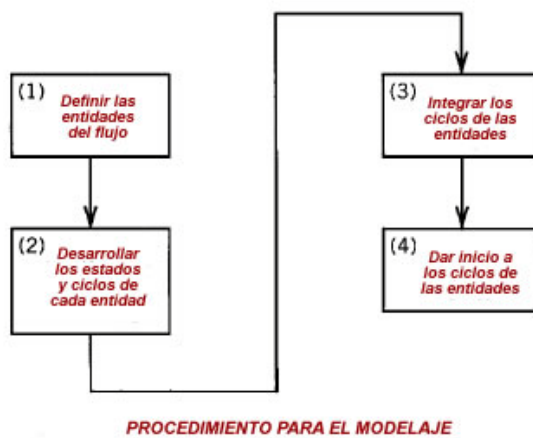 (1)
Definir las
entidades
del flujo
(2)
Desarrollar
los estados
y ciclos de
cada entidad
(3)
Integrar los
ciclos de las
entidades
(4)
Dar inicio a
los ciclos de
las entidades
PROCEDIMIENTO PARA EL MODELAJE